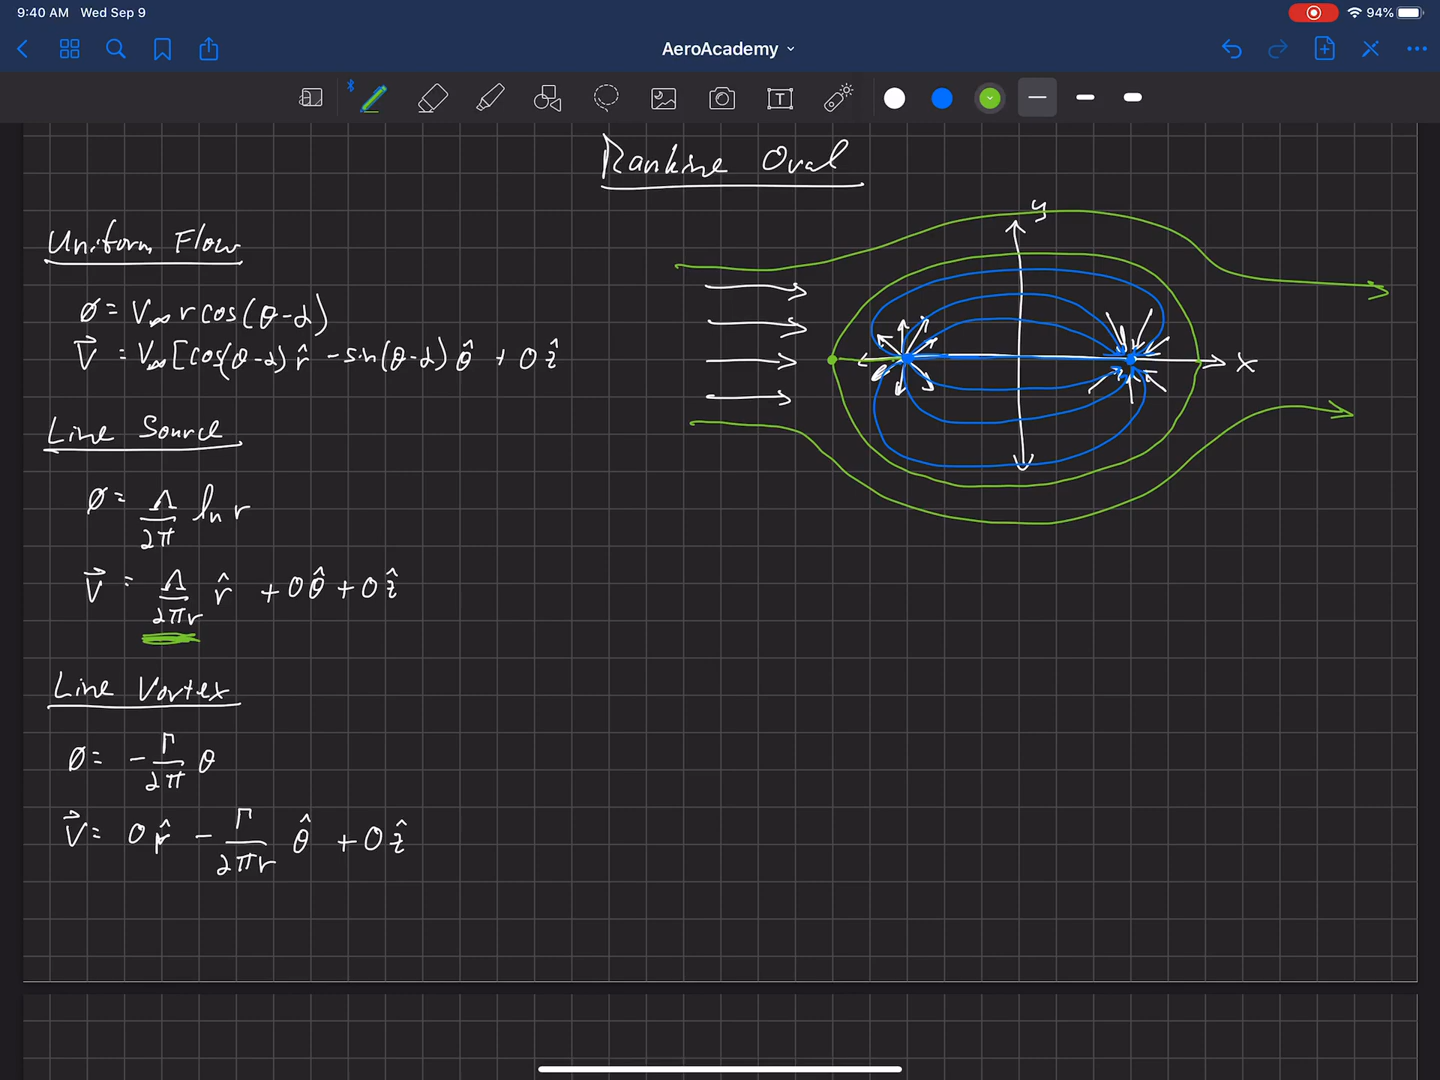 9:40 AM Wed Sep 9
94%
AeroAcademy
T
Rankine Oval
y
x
Uniform Flow
Ø = V∞ r cos(θ-α)
V⃗ = V∞ [cos(θ-α) r̂ - sin(θ-α) θ̂ + 0 ẑ
Line Source
Ø = Λ/2π ln r
V⃗ = Λ/2πr r̂ + 0θ̂ + 0ẑ
Line Vortex
Ø = - Γ/2π θ
V⃗ = 0 r̂ - Γ/2πr θ̂ + 0 ẑ